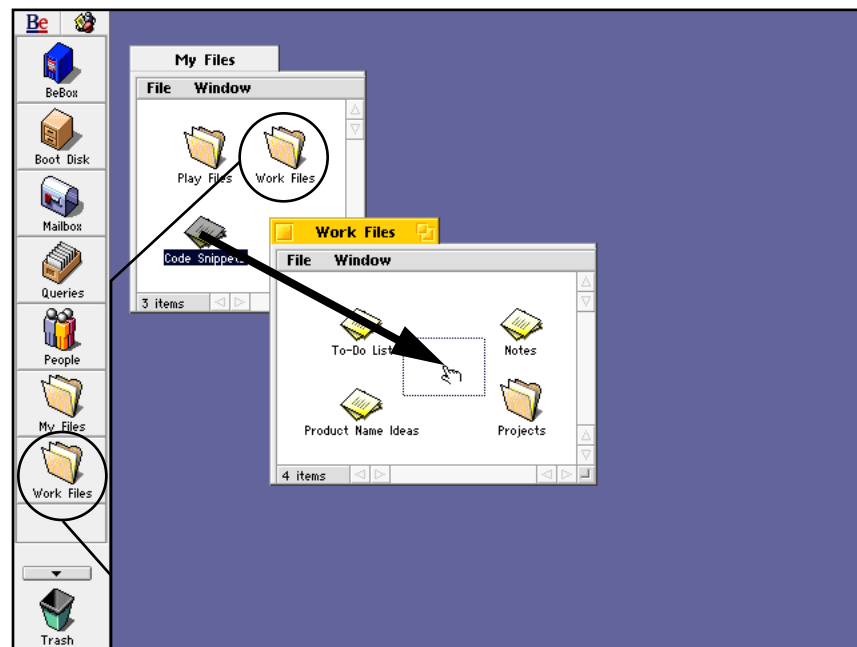 Be
BeBox
Boot Disk
Mailbox
Queries
People
My Files
Work Files
Trash
My Files
File Window
Play Files Work Files
Code Snippets
3 items
Work Files
File Window
To-Do List Notes
Product Name Ideas Projects
4 items